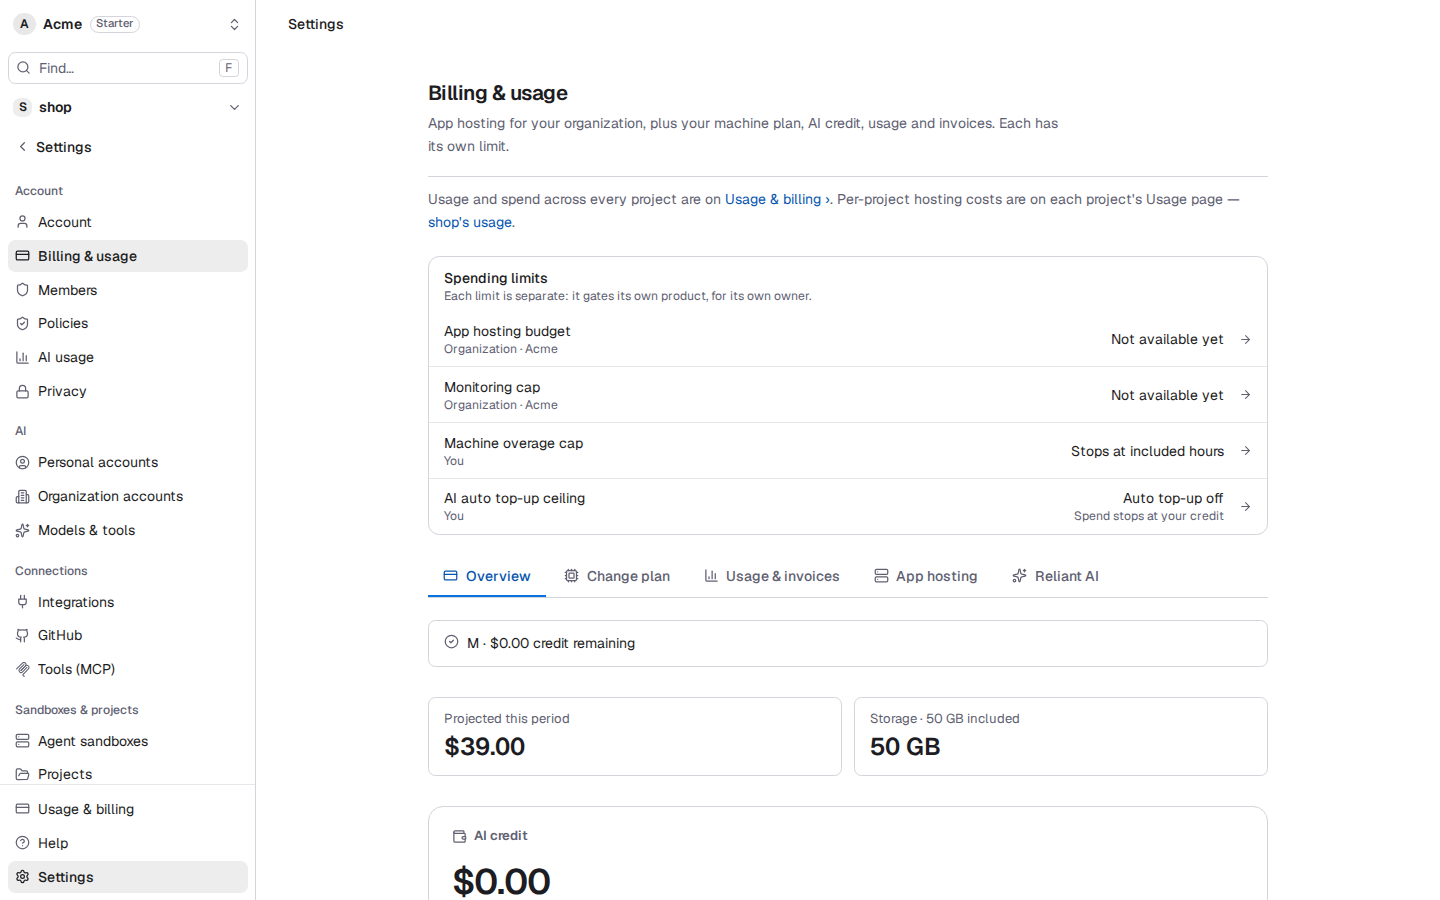 A Acme Starter
Find... F
S shop
Settings
Account
Account
Billing & usage
Members
Policies
AI usage
Privacy
AI
Personal accounts
Organization accounts
Models & tools
Connections
Integrations
GitHub
Tools (MCP)
Sandboxes & projects
Agent sandboxes
Projects
Usage & billing
Help
Settings
Settings
Billing & usage
App hosting for your organization, plus your machine plan, AI credit, usage and invoices. Each has
its own limit.
Usage and spend across every project are on Usage & billing ›. Per-project hosting costs are on each project's Usage page —
shop's usage.
Spending limits
Each limit is separate: it gates its own product, for its own owner.
App hosting budget
Organization · Acme
Not available yet →
Monitoring cap
Organization · Acme
Not available yet →
Machine overage cap
You
Stops at included hours →
AI auto top-up ceiling
You
Auto top-up off →
Spend stops at your credit
Overview Change plan Usage & invoices App hosting Reliant AI
M · $0.00 credit remaining
Projected this period
$39.00
Storage · 50 GB included
50 GB
AI credit
$0.00